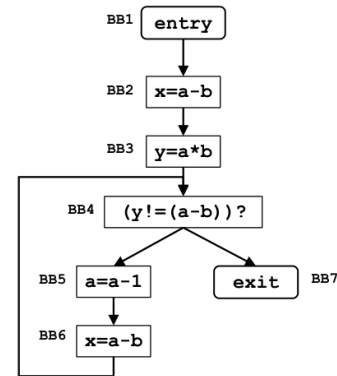 BB1 entry
BB2 x=a-b
BB3 y=a*b
BB4 (y!=(a-b))?
BB5 a=a-1 exit BB7
BB6 x=a-b